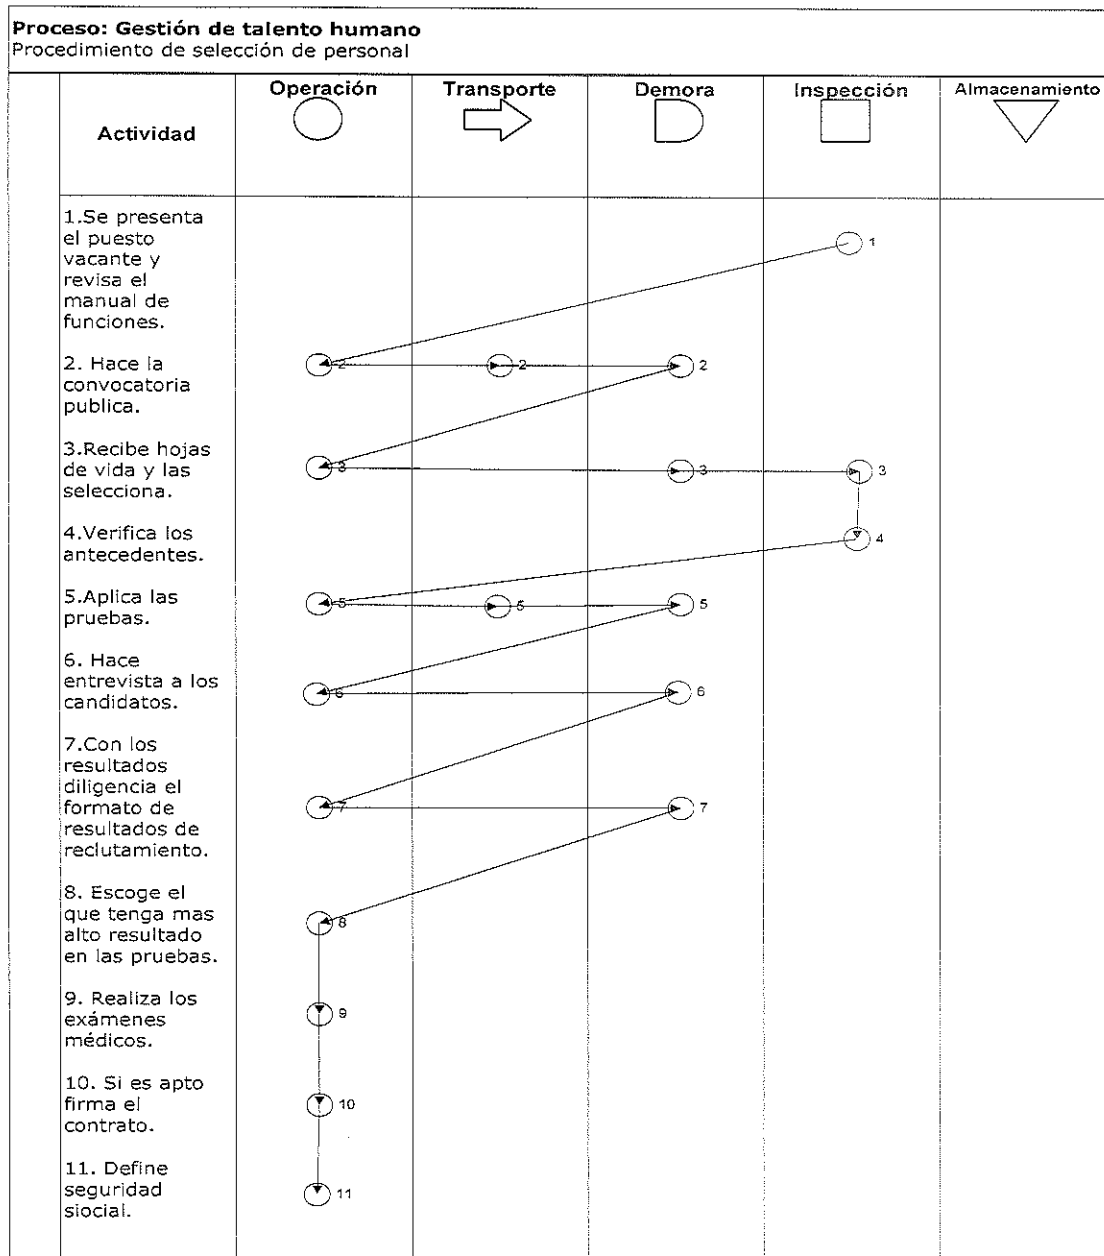 Proceso: Gestión de talento humano
Procedimiento de selección de personal
Actividad
Operación
Transporte
Demora
Inspección
Almacenamiento
1.Se presenta
el puesto
vacante y
revisa el
manual de
funciones.
1
2. Hace la
convocatoria
publica.
2
2
2
3.Recibe hojas
de vida y las
selecciona.
3
3
3
4.Verifica los
antecedentes.
4
5.Aplica las
pruebas.
5
5
5
6. Hace
entrevista a los
candidatos.
6
6
7.Con los
resultados
diligencia el
formato de
resultados de
reclutamiento.
7
7
8. Escoge el
que tenga mas
alto resultado
en las pruebas.
8
9. Realiza los
exámenes
médicos.
9
10. Si es apto
firma el
contrato.
10
11. Define
seguridad
siocial.
11